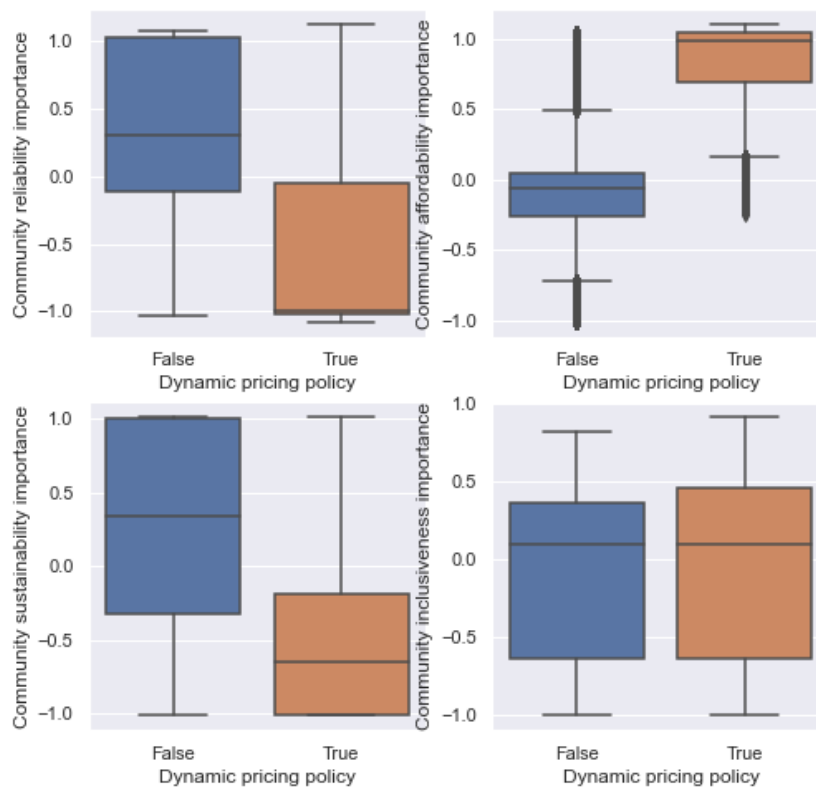 Community reliability importance
1.0
0.5
0.0
−0.5
−1.0
False True
Dynamic pricing policy
Community affordability importance
1.0
0.5
0.0
−0.5
−1.0
False True
Dynamic pricing policy
Community sustainability importance
1.0
0.5
0.0
−0.5
−1.0
False True
Dynamic pricing policy
Community inclusiveness importance
1.0
0.5
0.0
−0.5
−1.0
False True
Dynamic pricing policy